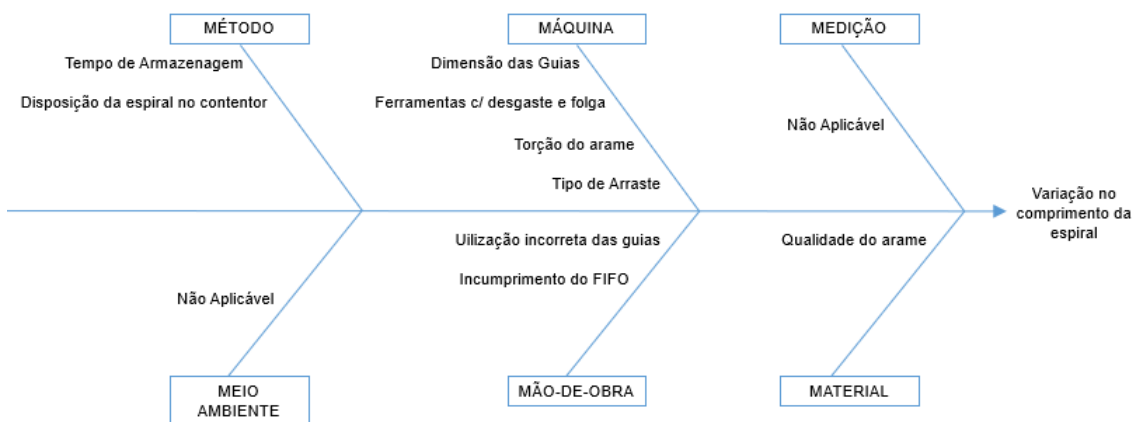 MÉTODO
MÁQUINA
MEDIÇÃO
Tempo de Armazenagem
Disposição da espiral no contentor
Dimensão das Guias
Ferramentas c/ desgaste e folga
Torção do arame
Tipo de Arraste
Não Aplicável
Variação no
comprimento da
espiral
Não Aplicável
Utilização incorreta das guias
Incumprimento do FIFO
Qualidade do arame
MEIO
AMBIENTE
MÃO-DE-OBRA
MATERIAL